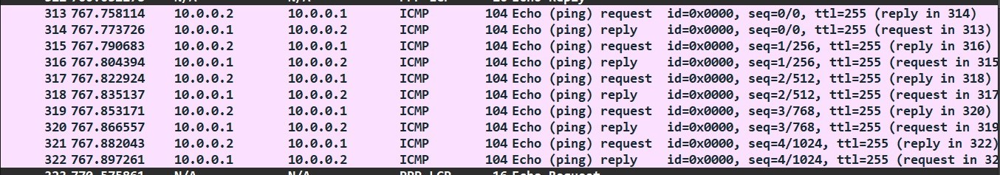 313 767.758114 10.0.0.2 10.0.0.1 ICMP 104 Echo (ping) request id=0x0000, seq=0/0, ttl=255 (reply in 314)
314 767.773726 10.0.0.1 10.0.0.2 ICMP 104 Echo (ping) reply id=0x0000, seq=0/0, ttl=255 (request in 313)
315 767.790683 10.0.0.2 10.0.0.1 ICMP 104 Echo (ping) request id=0x0000, seq=1/256, ttl=255 (reply in 316)
316 767.804394 10.0.0.1 10.0.0.2 ICMP 104 Echo (ping) reply id=0x0000, seq=1/256, ttl=255 (request in 315
317 767.822924 10.0.0.2 10.0.0.1 ICMP 104 Echo (ping) request id=0x0000, seq=2/512, ttl=255 (reply in 318)
318 767.835137 10.0.0.1 10.0.0.2 ICMP 104 Echo (ping) reply id=0x0000, seq=2/512, ttl=255 (request in 317
319 767.853171 10.0.0.2 10.0.0.1 ICMP 104 Echo (ping) request id=0x0000, seq=3/768, ttl=255 (reply in 320)
320 767.866557 10.0.0.1 10.0.0.2 ICMP 104 Echo (ping) reply id=0x0000, seq=3/768, ttl=255 (request in 319
321 767.882043 10.0.0.2 10.0.0.1 ICMP 104 Echo (ping) request id=0x0000, seq=4/1024, ttl=255 (reply in 322)
322 767.897261 10.0.0.1 10.0.0.2 ICMP 104 Echo (ping) reply id=0x0000, seq=4/1024, ttl=255 (request in 32